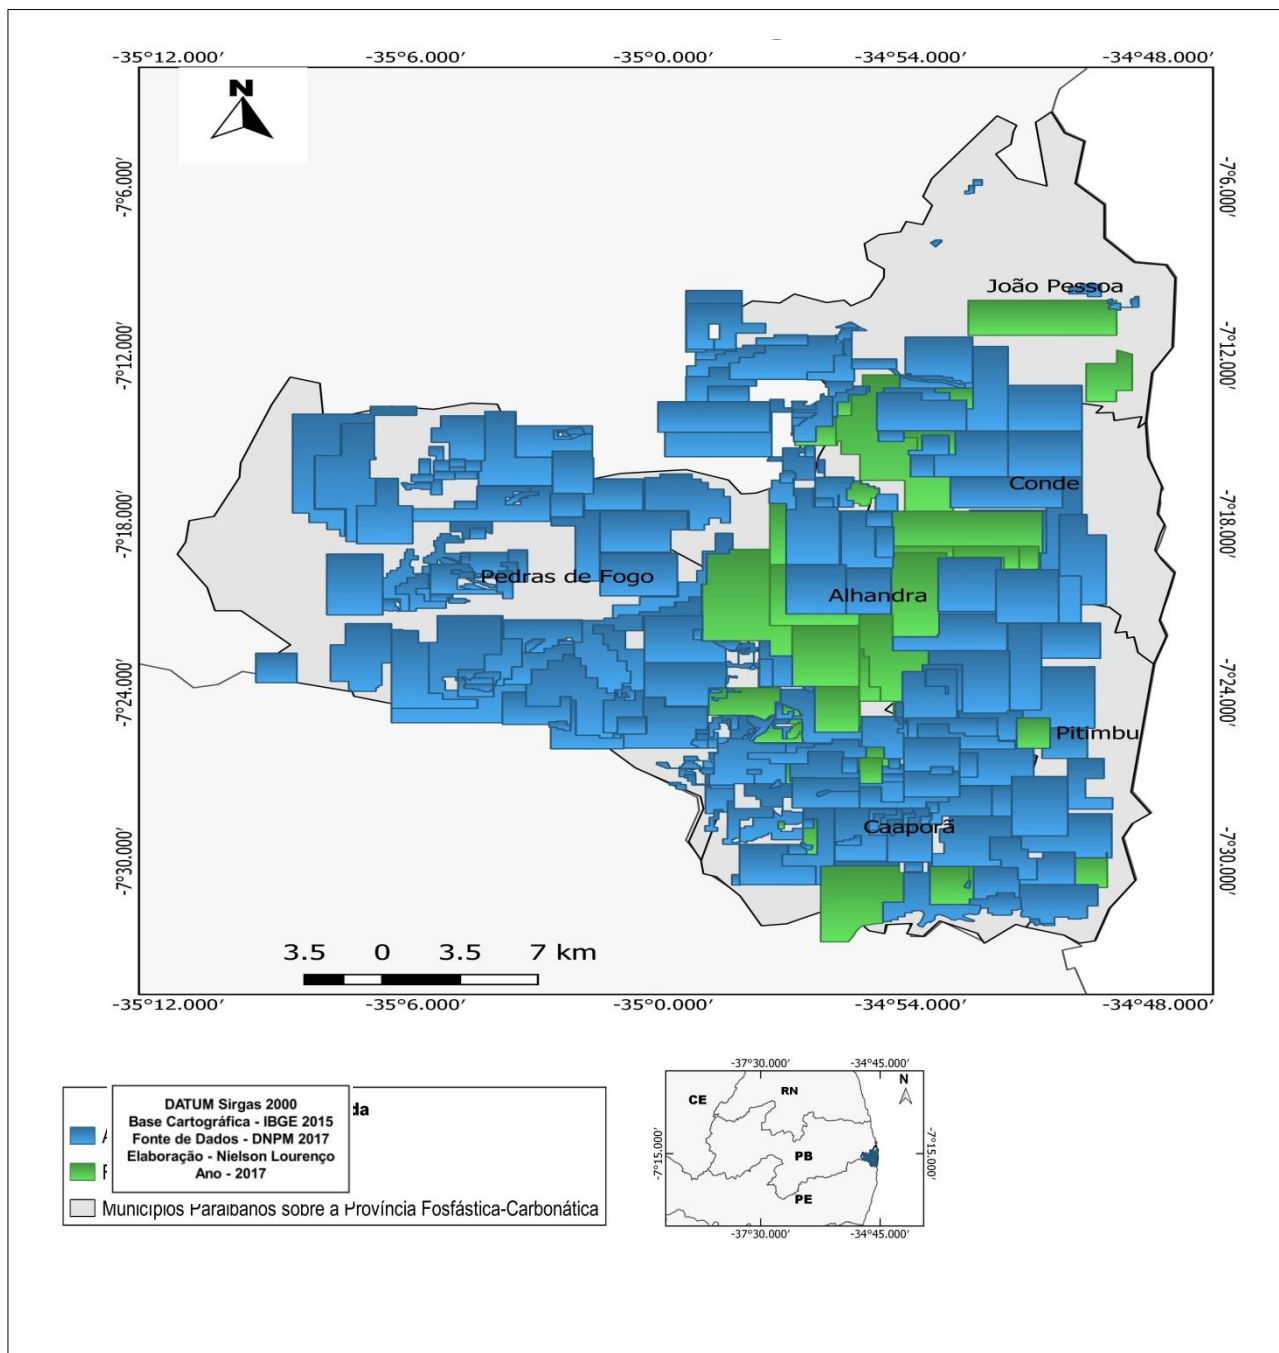 -35°12.000′ -35°6.000′ -35°0.000′ -34°54.000′ -34°48.000′
N
-7°6.000′ -7°6.000′
João Pessoa
-7°12.000′ -7°12.000′
Conde
-7°18.000′ -7°18.000′
Pedras de Fogo
Alhandra
-7°24.000′ -7°24.000′
Pitimbu
Caaporã
-7°30.000′ -7°30.000′
3.5 0 3.5 7 km
-35°12.000′ -35°6.000′ -35°0.000′ -34°54.000′ -34°48.000′
da
DATUM Sirgas 2000
Base Cartográfica - IBGE 2015
Fonte de Dados - DNPM 2017
Elaboração - Nielson Lourenço
Ano - 2017
Municípios Paraibanos sobre a Província Fosfástica-Carbonática
-37°30.000′ -34°45.000′
N
RN
CE
-7°15.000′ -7°15.000′
PB
PE
-37°30.000′ -34°45.000′